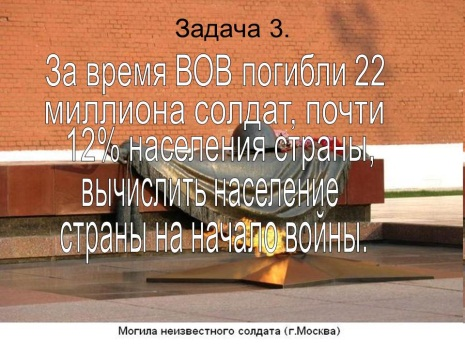 Задача 3.
За время ВОВ погибли 22
миллиона солдат, почти
12% населения страны,
вычислить население
страны на начало войны.
Могила неизвестного солдата (г.Москва)